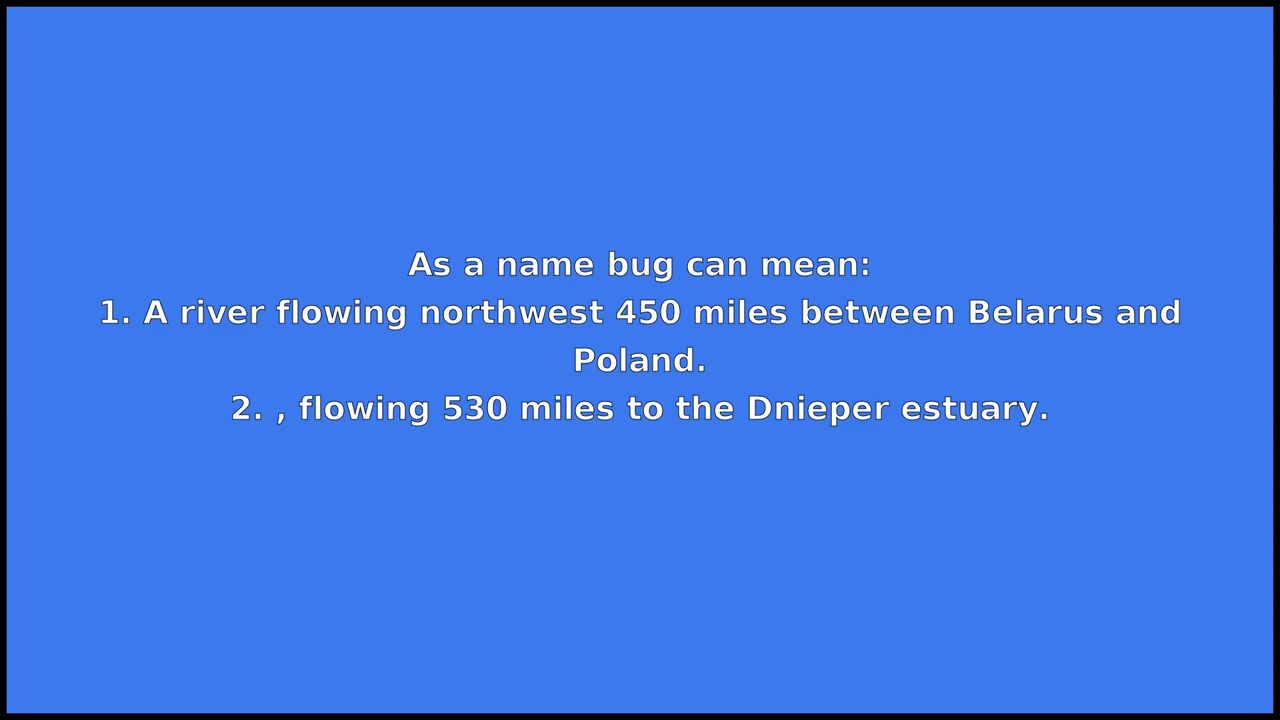 As a name bug can mean:
1. A river flowing northwest 450 miles between Belarus and
Poland.
2. , flowing 530 miles to the Dnieper estuary.